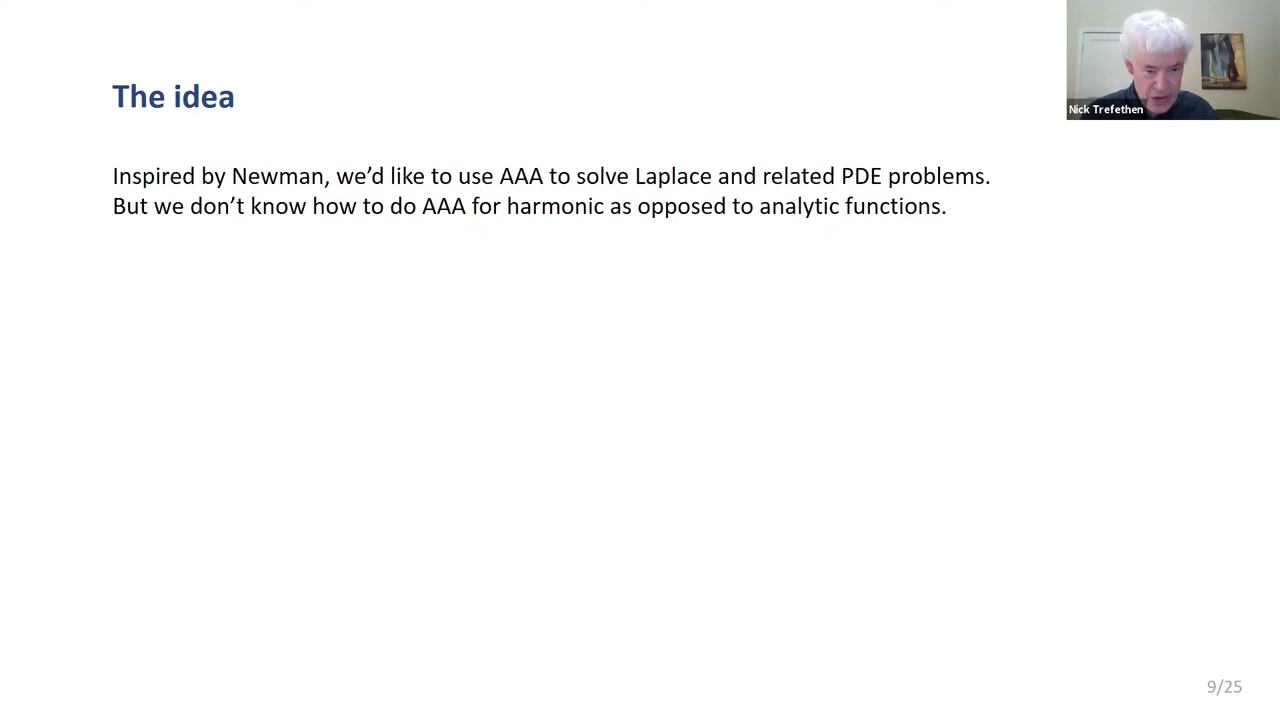 The idea
Nick Trefethen
Inspired by Newman, we’d like to use AAA to solve Laplace and related PDE problems.
But we don’t know how to do AAA for harmonic as opposed to analytic functions.
9/25